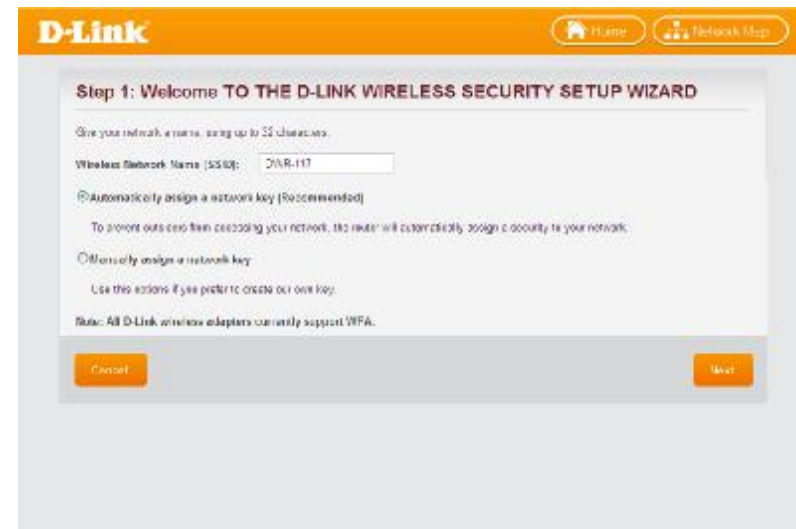 D-Link
Home
Network Map
Step 1: Welcome TO THE D-LINK WIRELESS SECURITY SETUP WIZARD
Give your network a name, using up to 32 characters.
Wireless Network Name (SSID): DWR-117
Automatically assign a network key (Recommended)
To prevent outsiders from accessing your network, the router will automatically assign a security to your network.
Manually assign a network key
Use this options if you prefer to create our own key.
Note: All D-Link wireless adapters currently support WPA.
Cancel
Next